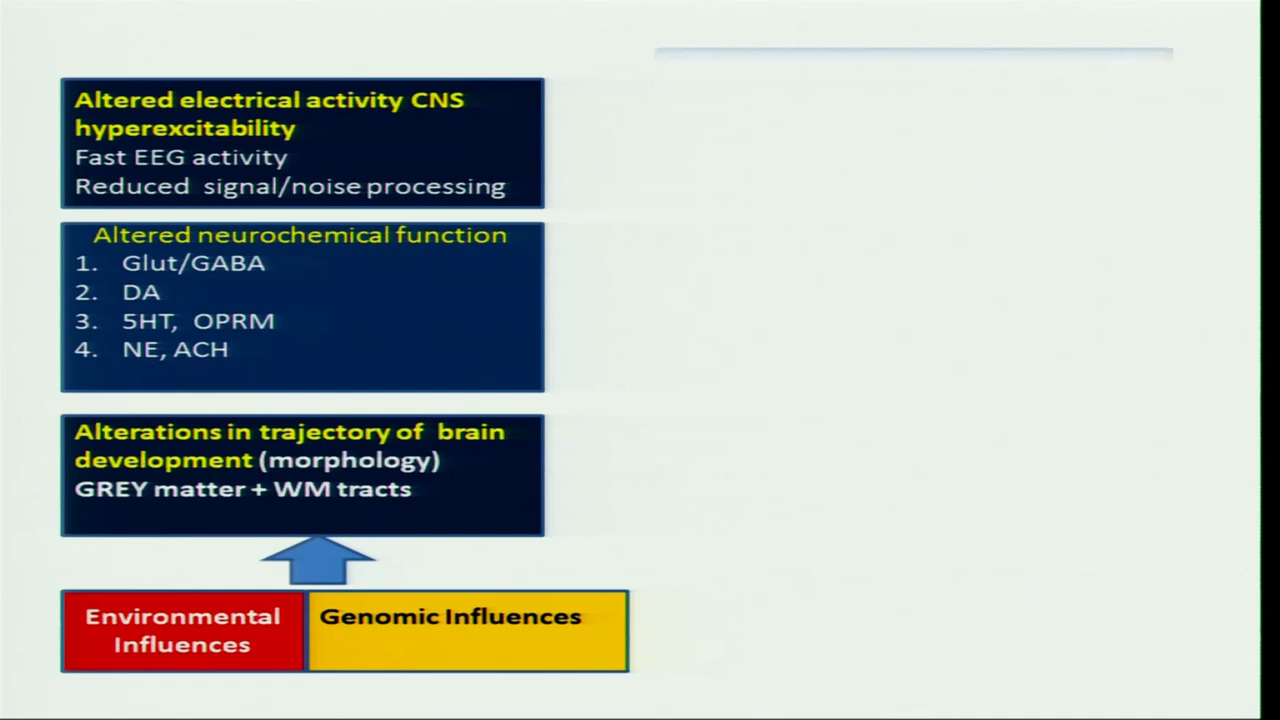 Altered electrical activity CNS
hyperexcitability
Fast EEG activity
Reduced signal/noise processing
Altered neurochemical function
1. Glut/GABA
2. DA
3. 5HT, OPRM
4. NE, ACH
Alterations in trajectory of brain
development (morphology)
GREY matter + WM tracts
Environmental
Influences
Genomic Influences